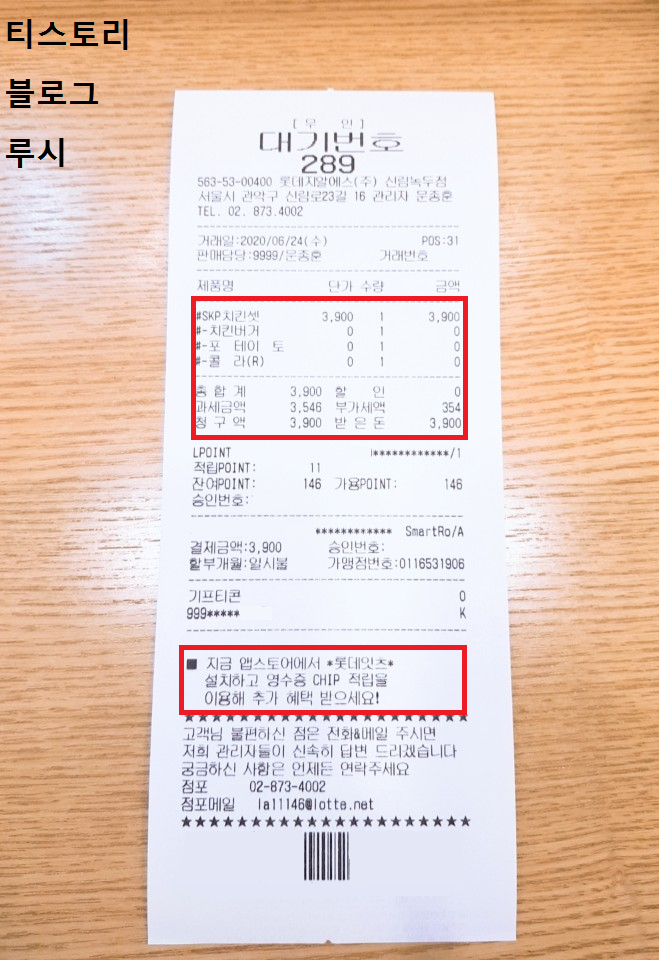 티스토리
블로그
루시
[무 인]
대기번호
289
563-53-00400 롯데지알에스(주) 신림녹두점
서울시 관악구 신림로23길 16 관리자 문종훈
TEL. 02. 873.4002
거래일:2020/06/24(수) POS:31
판매담당:9999/문종훈 거래번호
제품명 단가 수량 금액
#SKP치킨셋 3,900 1 3,900
#-치킨버거 0 1 0
#-포 테이 토 0 1 0
#-콜 라(R) 0 1 0
총 합 계 3,900 할 인 0
과세금액 3,546 부가세액 354
청 구 액 3,900 받 은 돈 3,900
LPOINT ************/1
적립POINT: 11
잔여POINT: 146 가용POINT: 146
승인번호:
************ SmartRo/A
결제금액:3,900 승인번호:
할부개월:일시불 가맹점번호:0116531906
기프티콘 0
999***** K
■ 지금 앱스토어에서 *롯데잇츠*
설치하고 영수증 CHIP 적립을
이용해 추가 혜택 받으세요!
★★★★★★★★★★★★★★★★★★★★★
고객님 불편하신 점은 전화&메일 주시면
저희 관리자들이 신속히 답변 드리겠습니다
궁금하신 사항은 언제든 연락주세요
점포 02-873-4002
점포메일 la11146@lotte.net
★★★★★★★★★★★★★★★★★★★★★